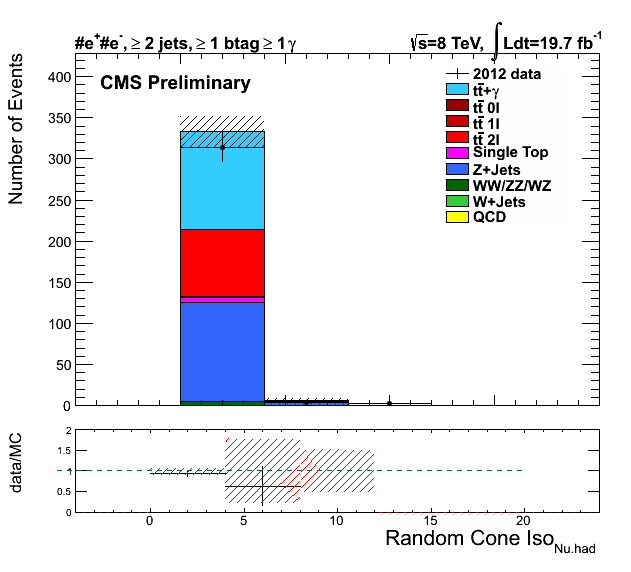 #e⁺#e⁻, ≥ 2 jets, ≥ 1 btag ≥ 1 γ
√s=8 TeV, ∫ Ldt=19.7 fb⁻¹
CMS Preliminary
2012 data
tt̄+γ
tt̄ 0l
tt̄ 1l
tt̄ 2l
Single Top
Z+Jets
WW/ZZ/WZ
W+Jets
QCD
Number of Events
400
350
300
250
200
150
100
50
0
data/MC
2
1.5
1
0.5
0
0 5 10 15 20
Random Cone Iso_Nu.had